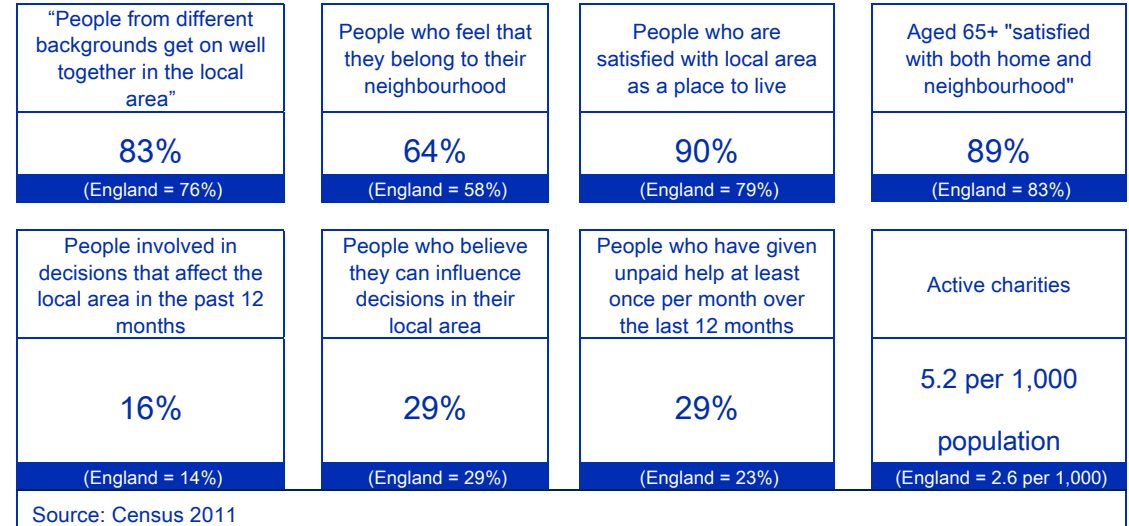 “People from different
backgrounds get on well
together in the local
area”
83%
(England = 76%)
People who feel that
they belong to their
neighbourhood
64%
(England = 58%)
People who are
satisfied with local area
as a place to live
90%
(England = 79%)
Aged 65+ "satisfied
with both home and
neighbourhood"
89%
(England = 83%)
People involved in
decisions that affect the
local area in the past 12
months
16%
(England = 14%)
People who believe
they can influence
decisions in their
local area
29%
(England = 29%)
People who have given
unpaid help at least
once per month over
the last 12 months
29%
(England = 23%)
Active charities
5.2 per 1,000
population
(England = 2.6 per 1,000)
Source: Census 2011